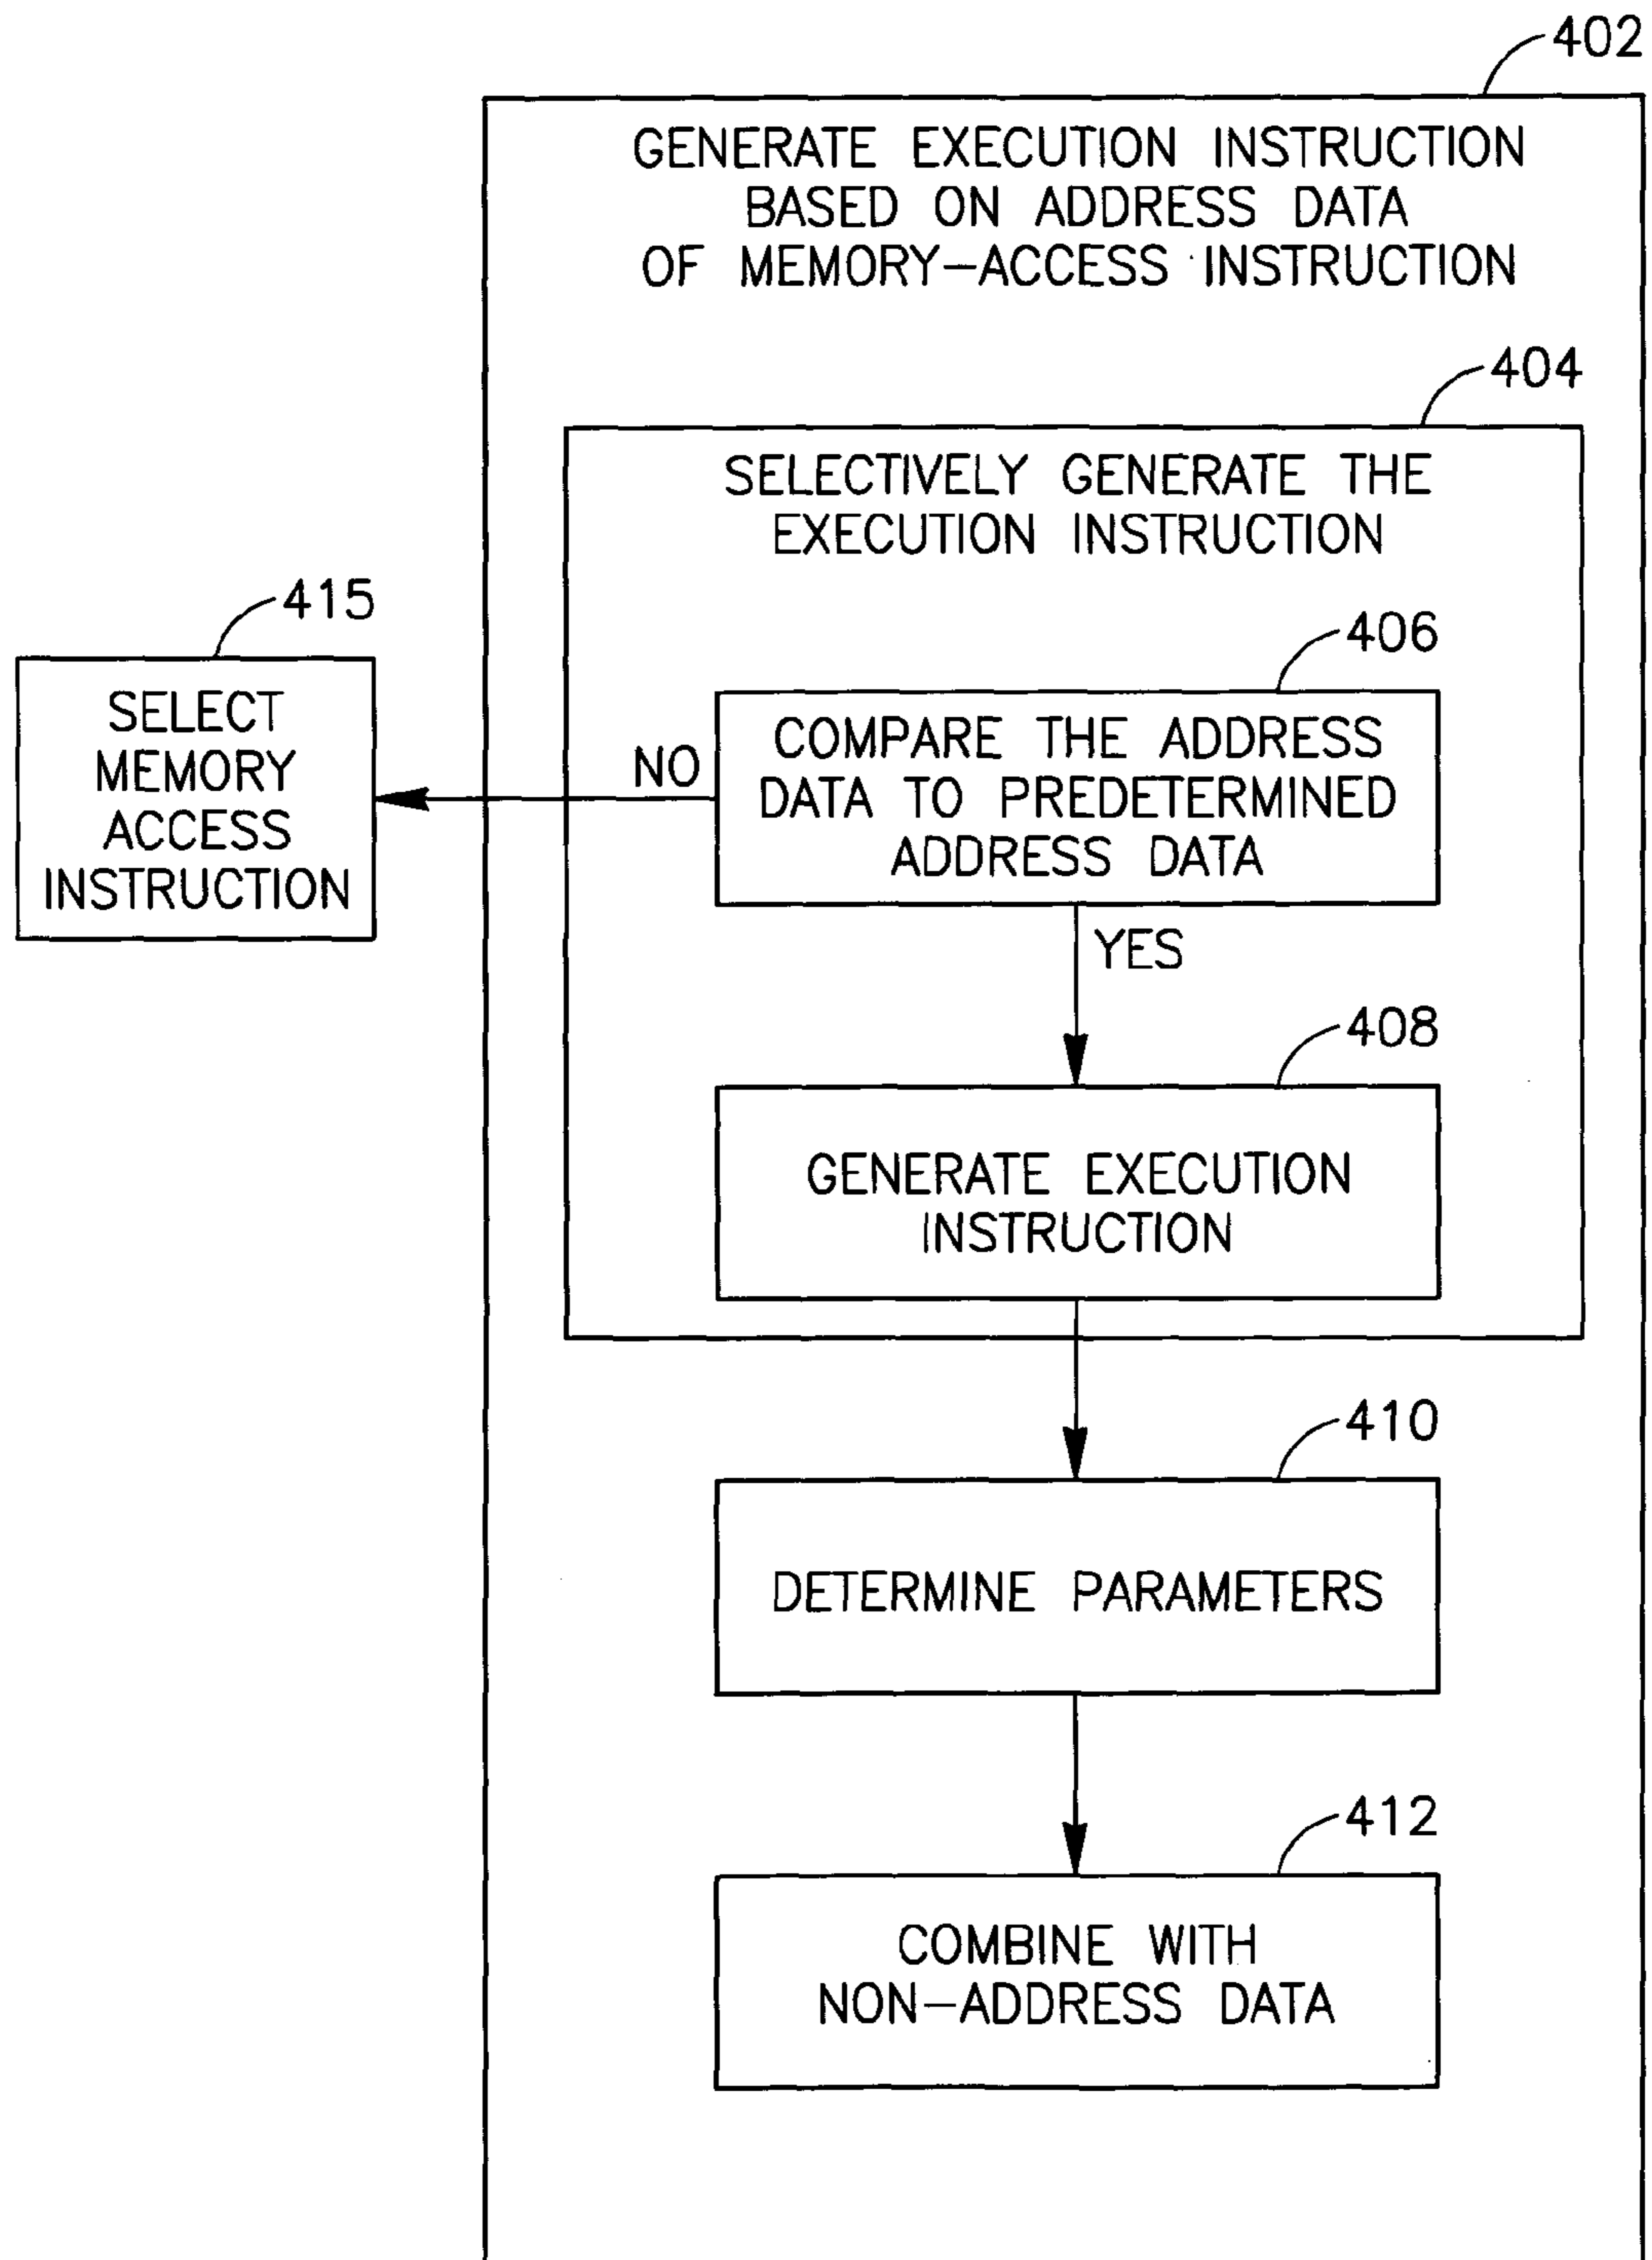 402
GENERATE EXECUTION INSTRUCTION
BASED ON ADDRESS DATA
OF MEMORY-ACCESS INSTRUCTION
404
SELECTIVELY GENERATE THE
EXECUTION INSTRUCTION
415
SELECT
MEMORY
ACCESS
INSTRUCTION
406
NO
COMPARE THE ADDRESS
DATA TO PREDETERMINED
ADDRESS DATA
YES
408
GENERATE EXECUTION
INSTRUCTION
410
DETERMINE PARAMETERS
412
COMBINE WITH
NON-ADDRESS DATA